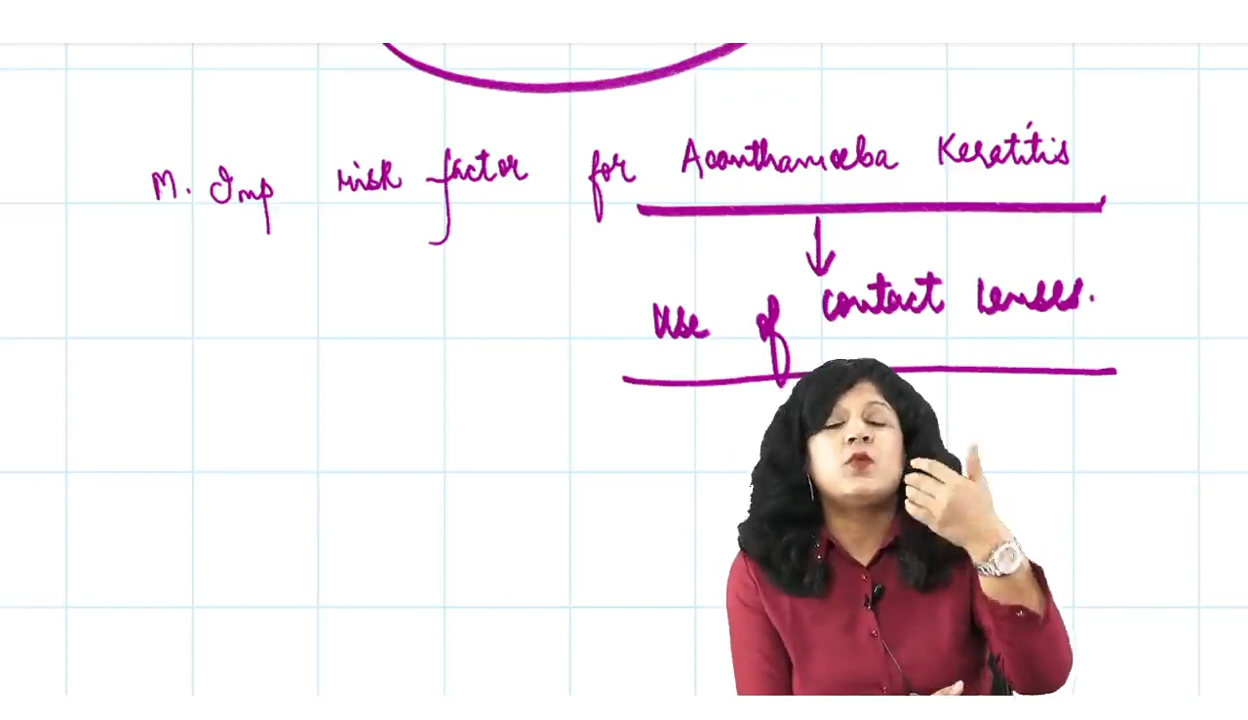 M. Imp risk factor for Acanthamoeba Keratitis
↓
Use of contact lenses.